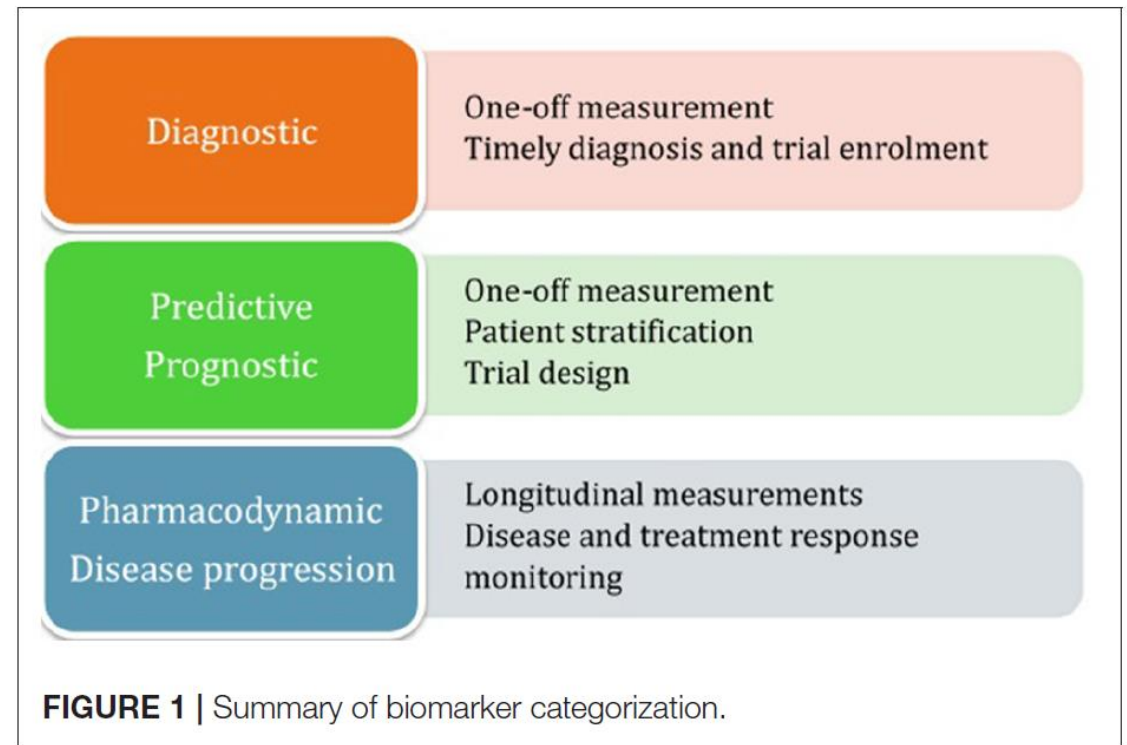 Diagnostic
One-off measurement
Timely diagnosis and trial enrolment
Predictive
Prognostic
One-off measurement
Patient stratification
Trial design
Pharmacodynamic
Disease progression
Longitudinal measurements
Disease and treatment response
monitoring
FIGURE 1 | Summary of biomarker categorization.